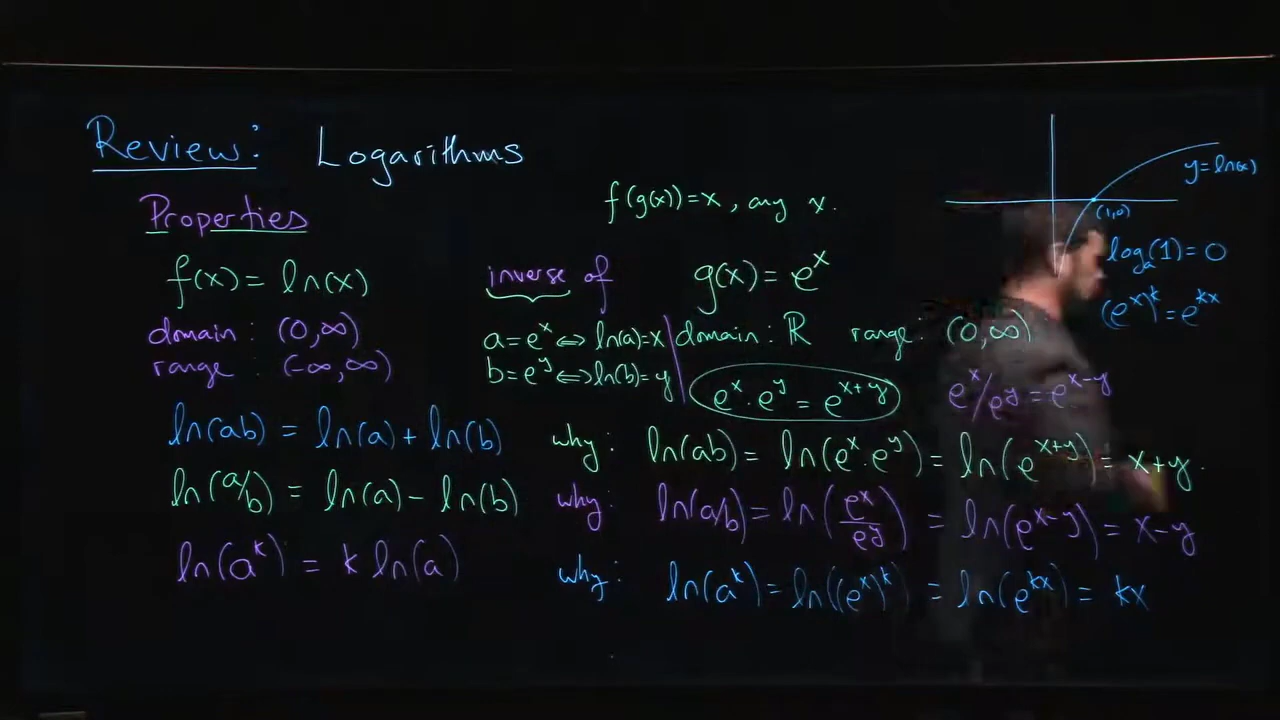 Review: Logarithms
Properties
f(g(x))=x, any x.
y=ln(x)
(1,0)
f(x) = ln(x) inverse of g(x) = e^x
log_a(1)=0
(e^x)^k=e^{kx}
domain: (0,∞) a=e^x ⇔ ln(a)=x domain: ℝ range: (0,∞)
range: (-∞,∞) b=e^y ⇔ ln(b)=y e^x·e^y = e^{x+y} e^x/e^y = e^{x-y}
ln(ab) = ln(a)+ ln(b) why: ln(ab)= ln(e^x·e^y)= ln(e^{x+y})= x+y.
ln(a/b) = ln(a)- ln(b) why: ln(a/b)= ln(e^x/e^y) = ln(e^{x-y})= x-y
ln(a^k) = k ln(a) why: ln(a^k)=ln((e^x)^k) = ln(e^{kx})= kx